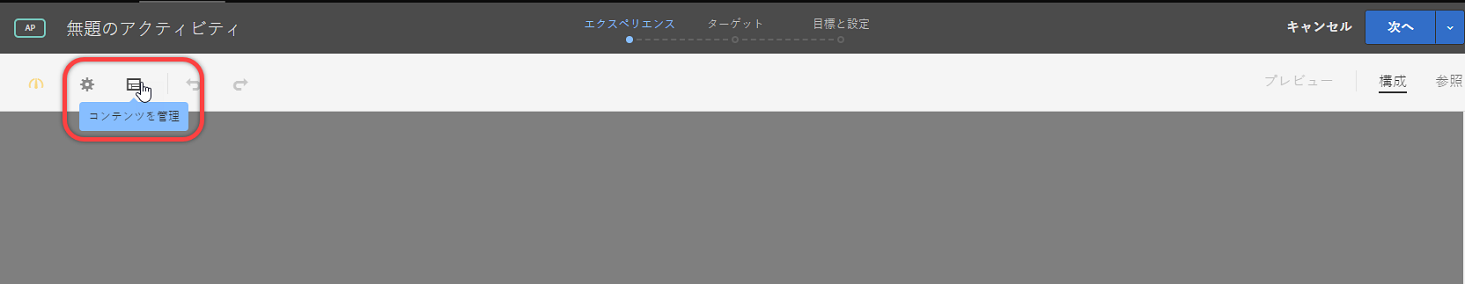 AP 無題のアクティビティ
エクスペリエンス ターゲット 目標と設定
キャンセル 次へ
プレビュー 構成 参照
コンテンツを管理